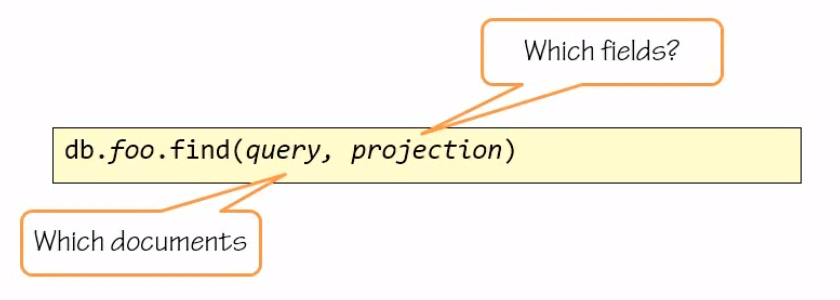 Which fields?
db.foo.find(query, projection)
Which documents